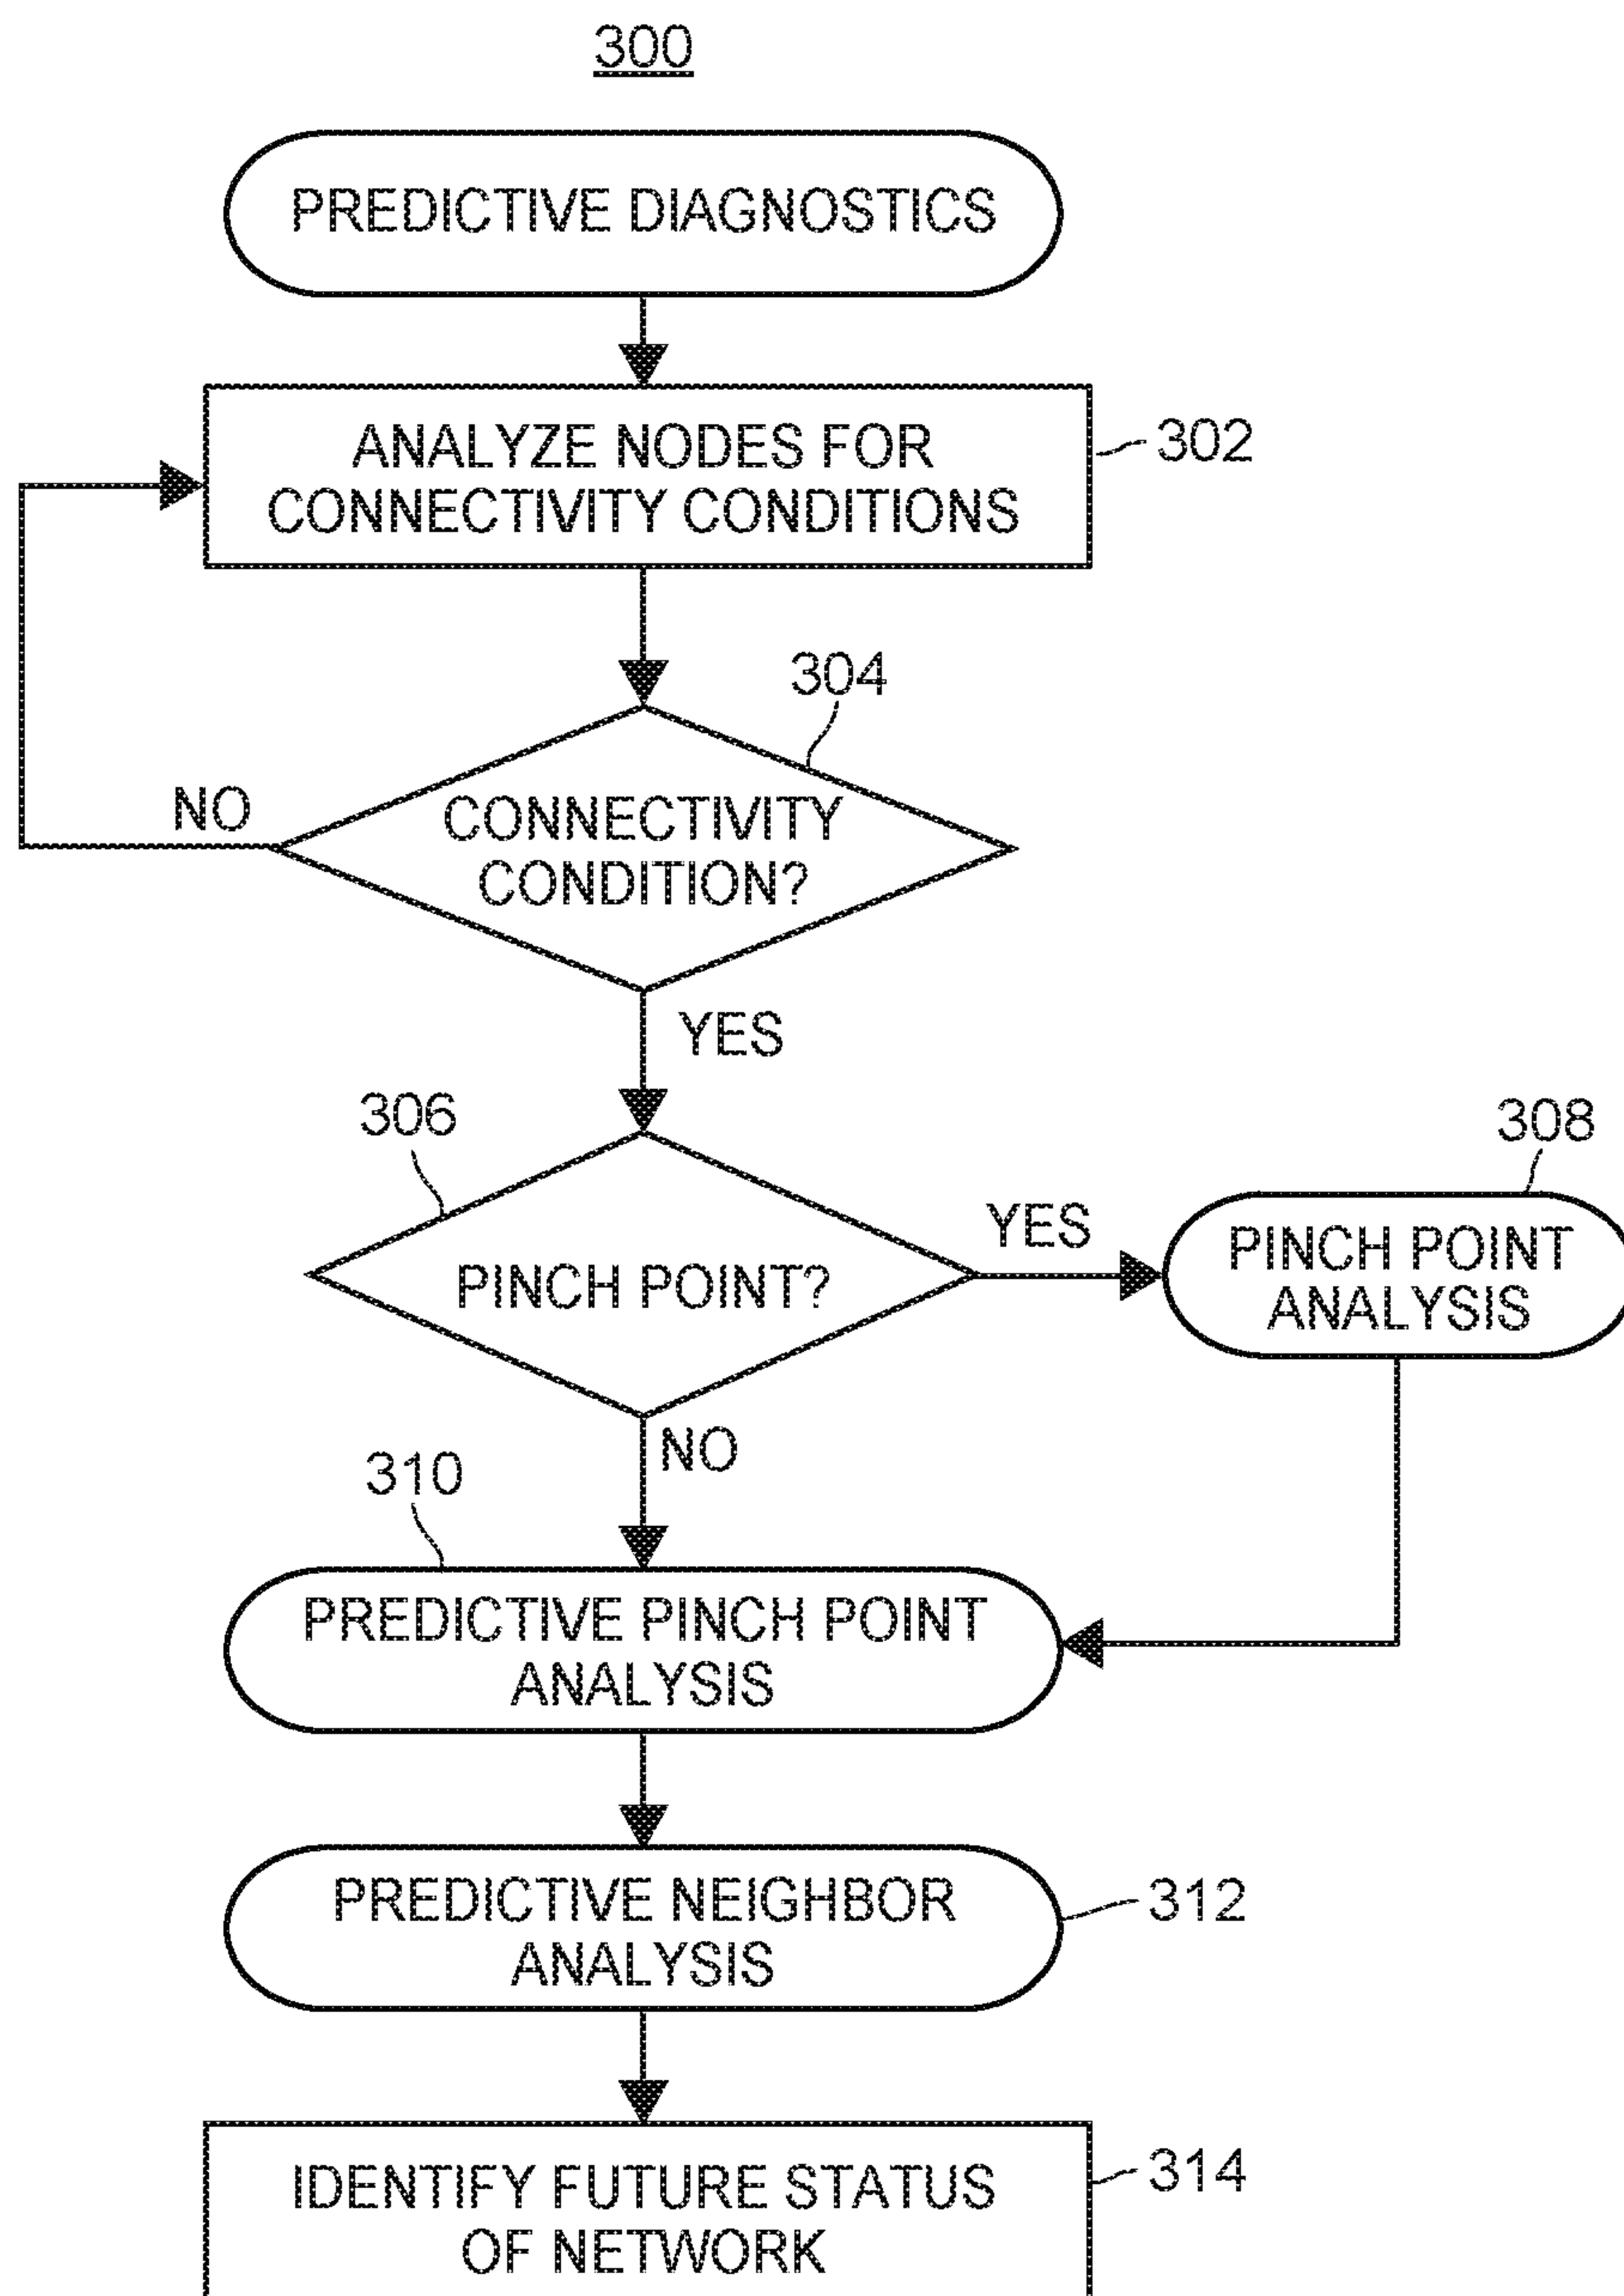 300
PREDICTIVE DIAGNOSTICS
ANALYZE NODES FOR
CONNECTIVITY CONDITIONS
302
304
NO
CONNECTIVITY
CONDITION?
YES
306
308
YES
PINCH POINT?
PINCH POINT
ANALYSIS
NO
310
PREDICTIVE PINCH POINT
ANALYSIS
PREDICTIVE NEIGHBOR
ANALYSIS
312
IDENTIFY FUTURE STATUS
OF NETWORK
314